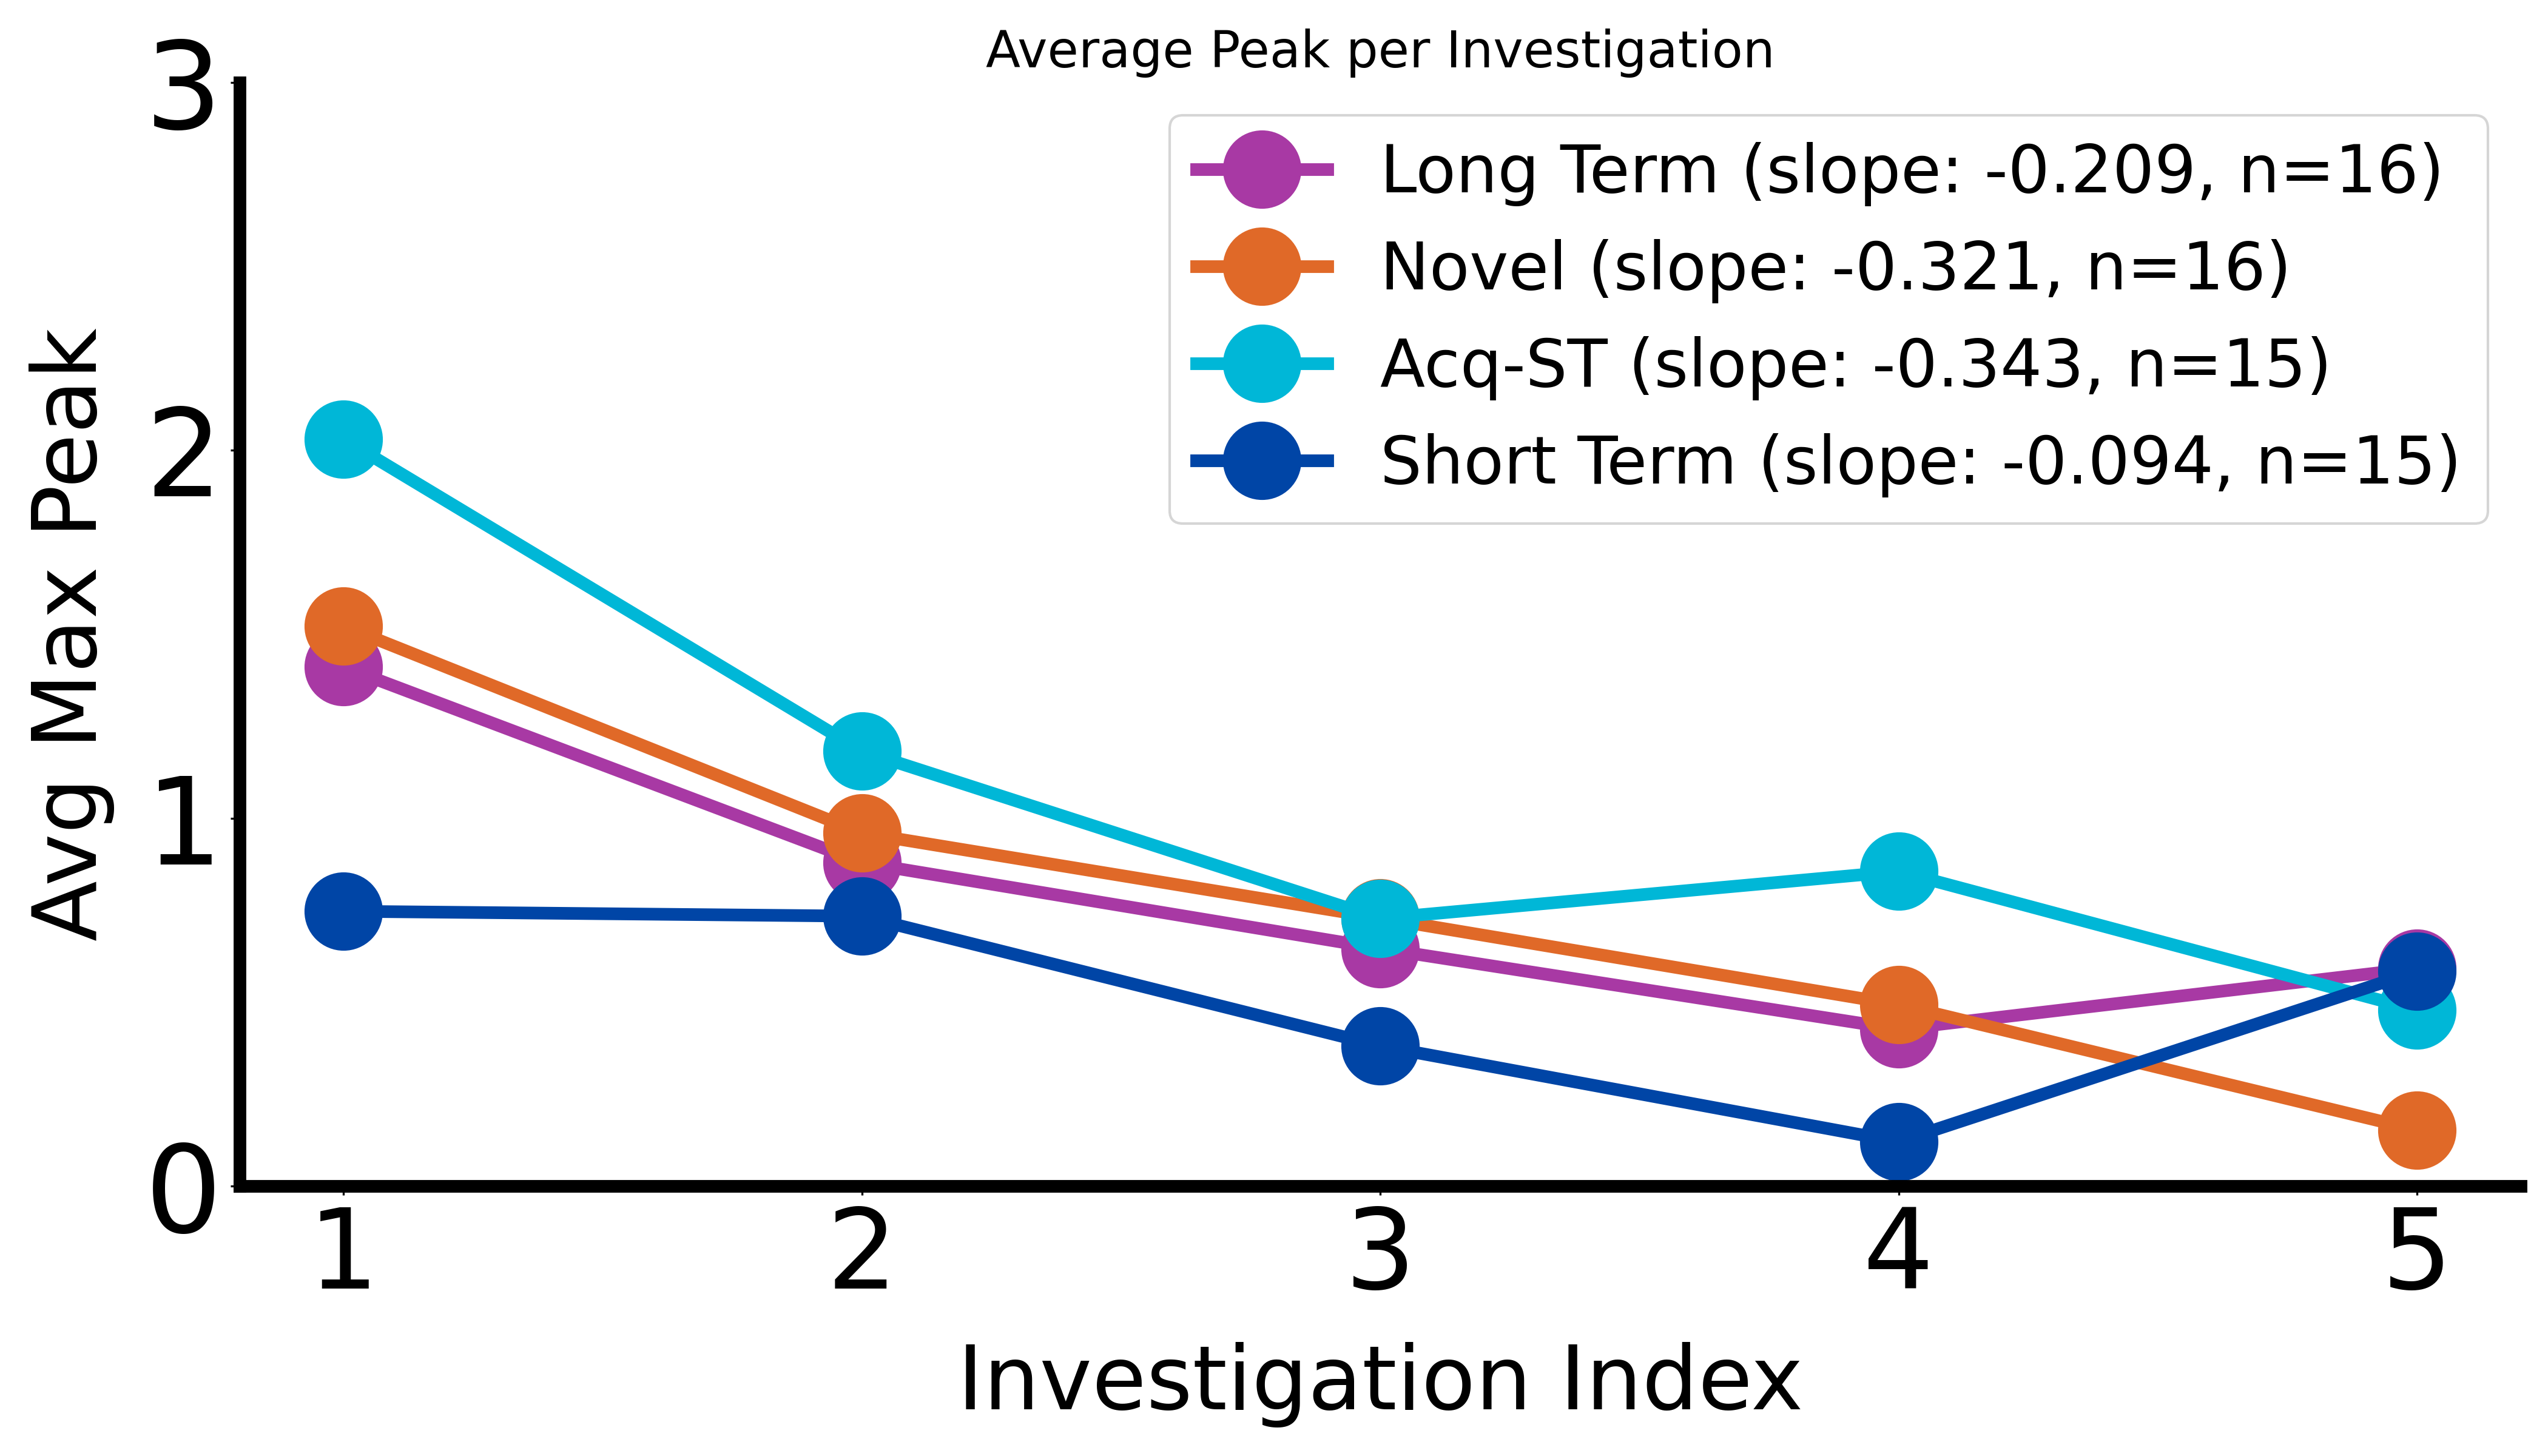 Average Peak per Investigation
3
2
1
0
Avg Max Peak
Long Term (slope: -0.209, n=16)
Novel (slope: -0.321, n=16)
Acq-ST (slope: -0.343, n=15)
Short Term (slope: -0.094, n=15)
1 2 3 4 5
Investigation Index